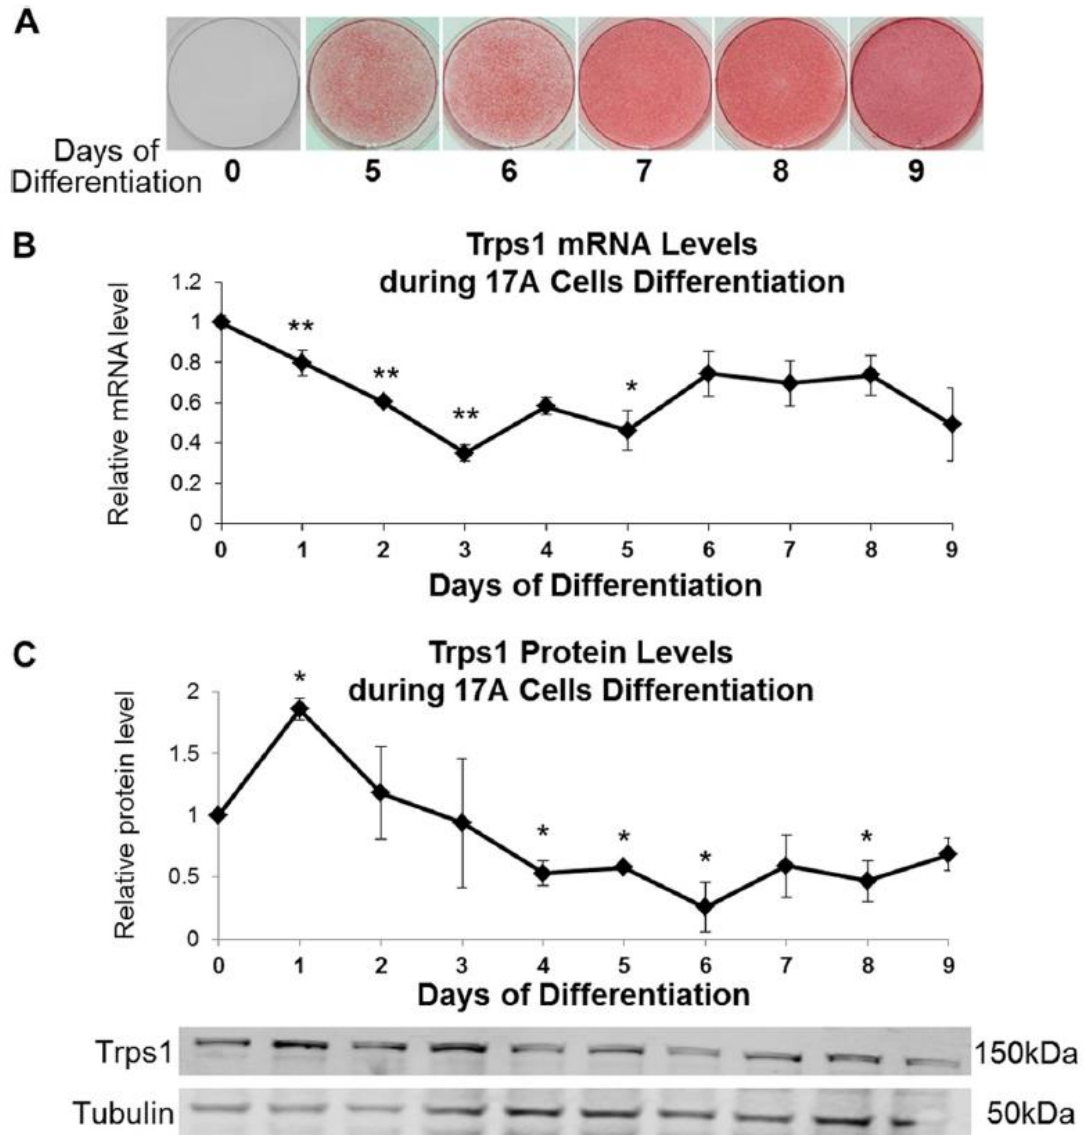 A
Days of
Differentiation 0 5 6 7 8 9
B
Trps1 mRNA Levels
during 17A Cells Differentiation
Relative mRNA level
1.2
1
0.8
0.6
0.4
0.2
0
** ** ** *
0 1 2 3 4 5 6 7 8 9
Days of Differentiation
C
Trps1 Protein Levels
during 17A Cells Differentiation
Relative protein level
2
1.5
1
0.5
0
* * * * *
0 1 2 3 4 5 6 7 8 9
Days of Differentiation
Trps1 150kDa
Tubulin 50kDa